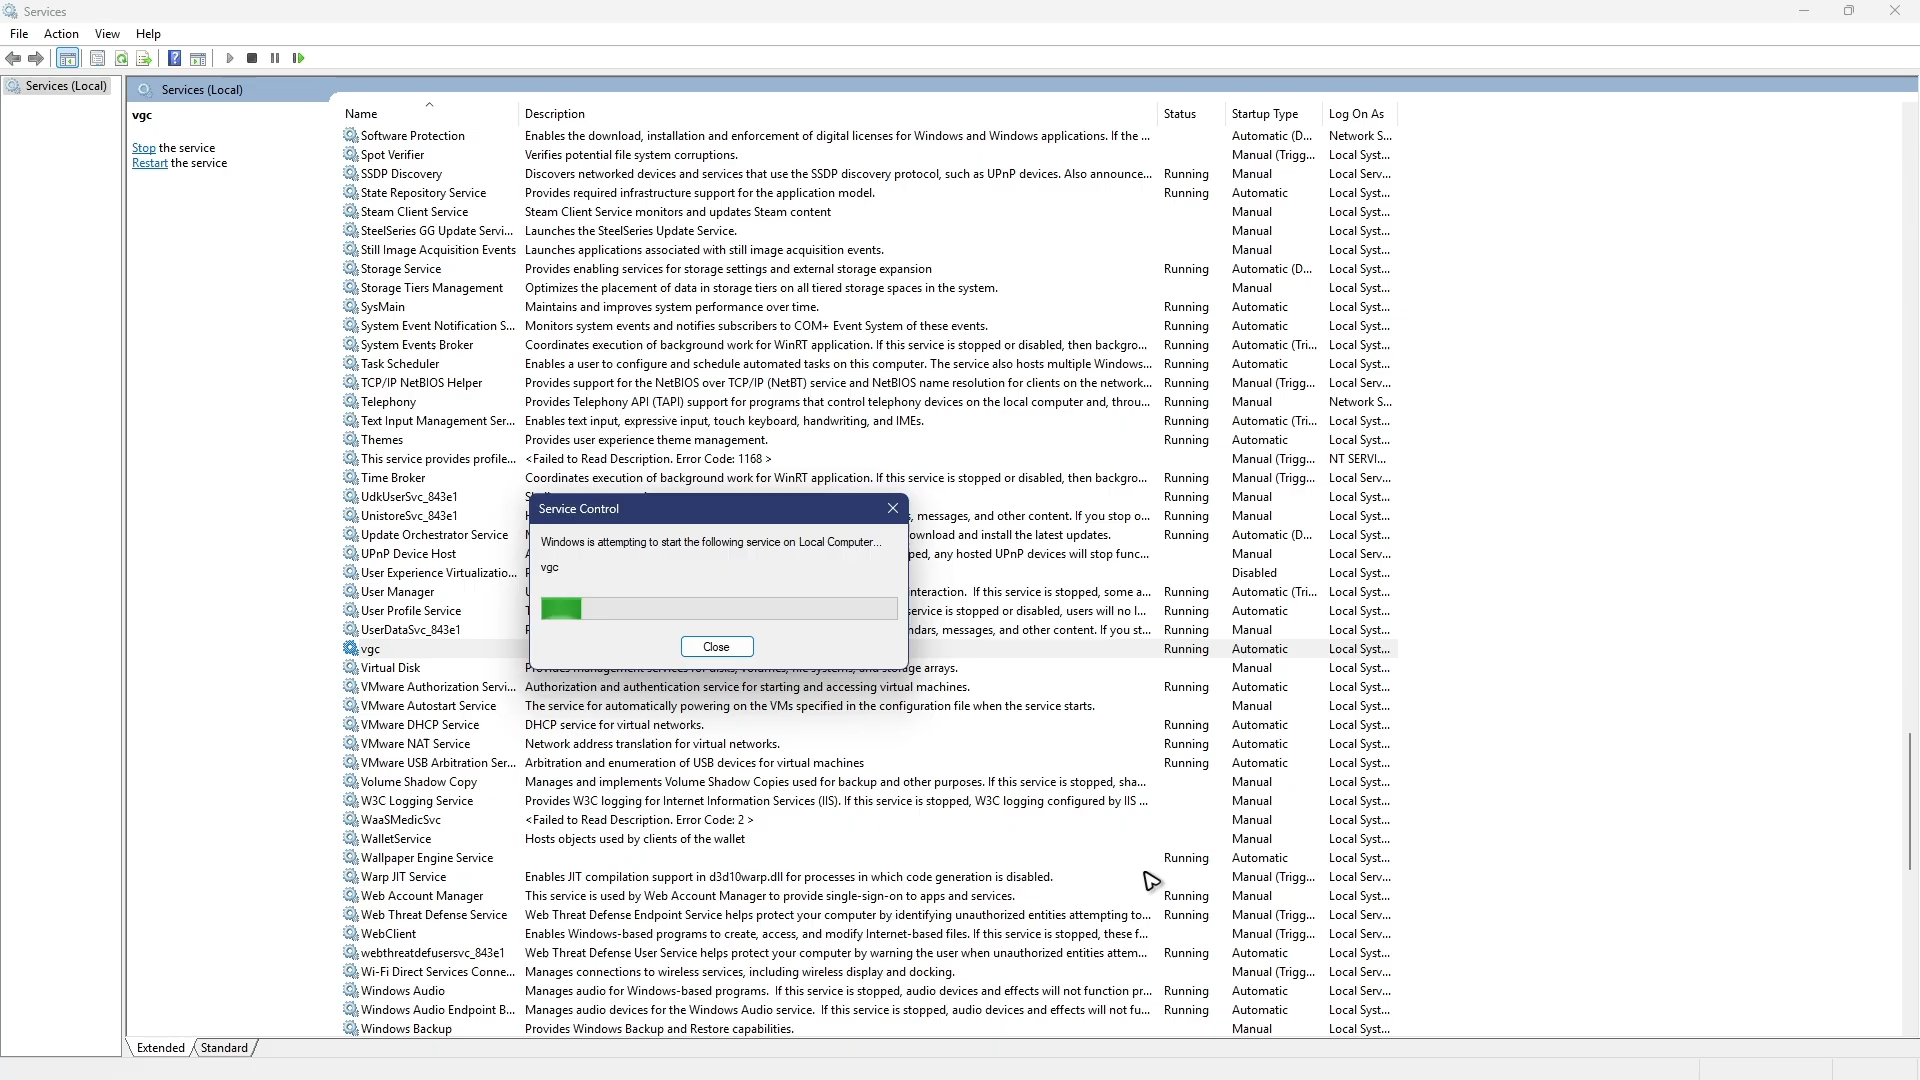 Services
File Action View Help
Services (Local)
Services (Local)
vgc
Stop the service
Restart the service
Name Description Status Startup Type Log On As
Software Protection Enables the download, installation and enforcement of digital licenses for Windows and Windows applications. If the ... Automatic (D... Network S...
Spot Verifier Verifies potential file system corruptions. Manual (Trigg... Local Syst...
SSDP Discovery Discovers networked devices and services that use the SSDP discovery protocol, such as UPnP devices. Also announce... Running Manual Local Serv...
State Repository Service Provides required infrastructure support for the application model. Running Automatic Local Syst...
Steam Client Service Steam Client Service monitors and updates Steam content Manual Local Syst...
SteelSeries GG Update Servi... Launches the SteelSeries Update Service. Manual Local Syst...
Still Image Acquisition Events Launches applications associated with still image acquisition events. Manual Local Syst...
Storage Service Provides enabling services for storage settings and external storage expansion Running Automatic (D... Local Syst...
Storage Tiers Management Optimizes the placement of data in storage tiers on all tiered storage spaces in the system. Manual Local Syst...
SysMain Maintains and improves system performance over time. Running Automatic Local Syst...
System Event Notification S... Monitors system events and notifies subscribers to COM+ Event System of these events. Running Automatic Local Syst...
System Events Broker Coordinates execution of background work for WinRT application. If this service is stopped or disabled, then backgro... Running Automatic (Tri... Local Syst...
Task Scheduler Enables a user to configure and schedule automated tasks on this computer. The service also hosts multiple Windows... Running Automatic Local Syst...
TCP/IP NetBIOS Helper Provides support for the NetBIOS over TCP/IP (NetBT) service and NetBIOS name resolution for clients on the network... Running Manual (Trigg... Local Serv...
Telephony Provides Telephony API (TAPI) support for programs that control telephony devices on the local computer and, throu... Running Manual Network S...
Text Input Management Ser... Enables text input, expressive input, touch keyboard, handwriting, and IMEs. Running Automatic (Tri... Local Syst...
Themes Provides user experience theme management. Running Automatic Local Syst...
This service provides profile... <Failed to Read Description. Error Code: 1168 > Manual (Trigg... NT SERVI...
Time Broker Coordinates execution of background work for WinRT application. If this service is stopped or disabled, then backgro... Running Manual (Trigg... Local Serv...
UdkUserSvc_843e1 Running Manual Local Syst...
UnistoreSvc_843e1 , messages, and other content. If you stop o... Running Manual Local Syst...
Update Orchestrator Service ownload and install the latest updates. Running Automatic (D... Local Syst...
UPnP Device Host ped, any hosted UPnP devices will stop func... Manual Local Serv...
User Experience Virtualizatio... Disabled Local Syst...
User Manager nteraction. If this service is stopped, some a... Running Automatic (Tri... Local Syst...
User Profile Service ervice is stopped or disabled, users will no l... Running Automatic Local Syst...
UserDataSvc_843e1 ndars, messages, and other content. If you st... Running Manual Local Syst...
vgc Running Automatic Local Syst...
Virtual Disk Provides management services for disks, volumes, file systems, and storage arrays. Manual Local Syst...
VMware Authorization Servi... Authorization and authentication service for starting and accessing virtual machines. Running Automatic Local Syst...
VMware Autostart Service The service for automatically powering on the VMs specified in the configuration file when the service starts. Manual Local Syst...
VMware DHCP Service DHCP service for virtual networks. Running Automatic Local Syst...
VMware NAT Service Network address translation for virtual networks. Running Automatic Local Syst...
VMware USB Arbitration Ser... Arbitration and enumeration of USB devices for virtual machines Running Automatic Local Syst...
Volume Shadow Copy Manages and implements Volume Shadow Copies used for backup and other purposes. If this service is stopped, sha... Manual Local Syst...
W3C Logging Service Provides W3C logging for Internet Information Services (IIS). If this service is stopped, W3C logging configured by IIS ... Manual Local Syst...
WaaSMedicSvc <Failed to Read Description. Error Code: 2 > Manual Local Syst...
WalletService Hosts objects used by clients of the wallet Manual Local Syst...
Wallpaper Engine Service Running Automatic Local Syst...
Warp JIT Service Enables JIT compilation support in d3d10warp.dll for processes in which code generation is disabled. Manual (Trigg... Local Serv...
Web Account Manager This service is used by Web Account Manager to provide single-sign-on to apps and services. Running Manual Local Syst...
Web Threat Defense Service Web Threat Defense Endpoint Service helps protect your computer by identifying unauthorized entities attempting to... Running Manual (Trigg... Local Serv...
WebClient Enables Windows-based programs to create, access, and modify Internet-based files. If this service is stopped, these f... Manual (Trigg... Local Serv...
webthreatdefusersvc_843e1 Web Threat Defense User Service helps protect your computer by warning the user when unauthorized entities attem... Running Automatic Local Syst...
Wi-Fi Direct Services Conne... Manages connections to wireless services, including wireless display and docking. Manual (Trigg... Local Serv...
Windows Audio Manages audio for Windows-based programs. If this service is stopped, audio devices and effects will not function pr... Running Automatic Local Serv...
Windows Audio Endpoint B... Manages audio devices for the Windows Audio service. If this service is stopped, audio devices and effects will not fu... Running Automatic Local Syst...
Windows Backup Provides Windows Backup and Restore capabilities. Manual Local Syst...
Service Control
Windows is attempting to start the following service on Local Computer...
vgc
Close
Extended Standard